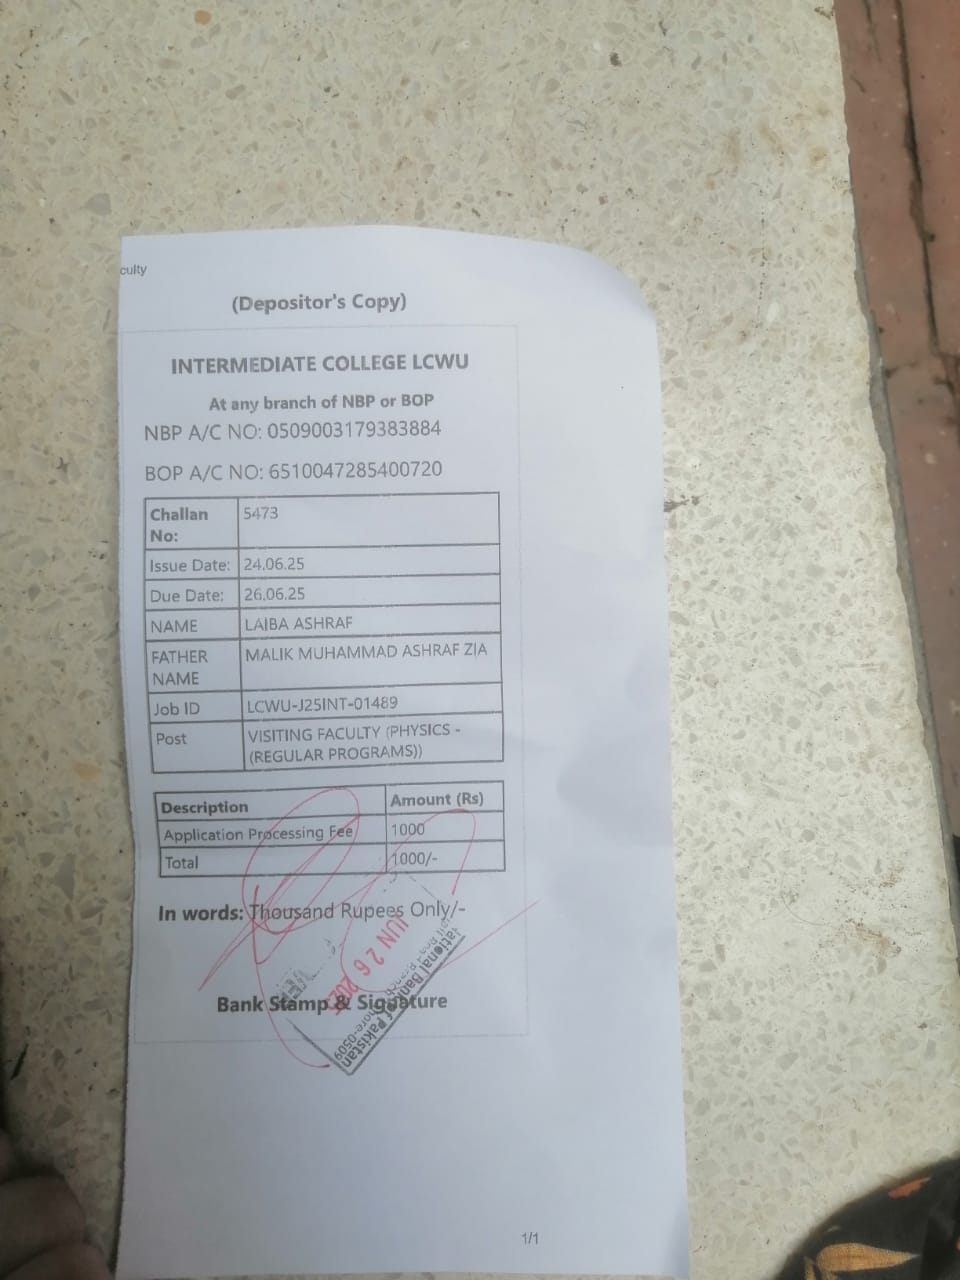 culty
(Depositor's Copy)
INTERMEDIATE COLLEGE LCWU
At any branch of NBP or BOP
NBP A/C NO: 0509003179383884
BOP A/C NO: 6510047285400720
Challan No: 5473
Issue Date: 24.06.25
Due Date: 26.06.25
NAME LAIBA ASHRAF
FATHER NAME MALIK MUHAMMAD ASHRAF ZIA
Job ID LCWU-J25INT-01489
Post VISITING FACULTY (PHYSICS -
(REGULAR PROGRAMS))
Description Amount (Rs)
Application Processing Fee 1000
Total 1000/-
In words: Thousand Rupees Only/-
JUN 26
National Bank of Pakistan
Branch
Lahore-0509
Bank Stamp & Signature
1/1